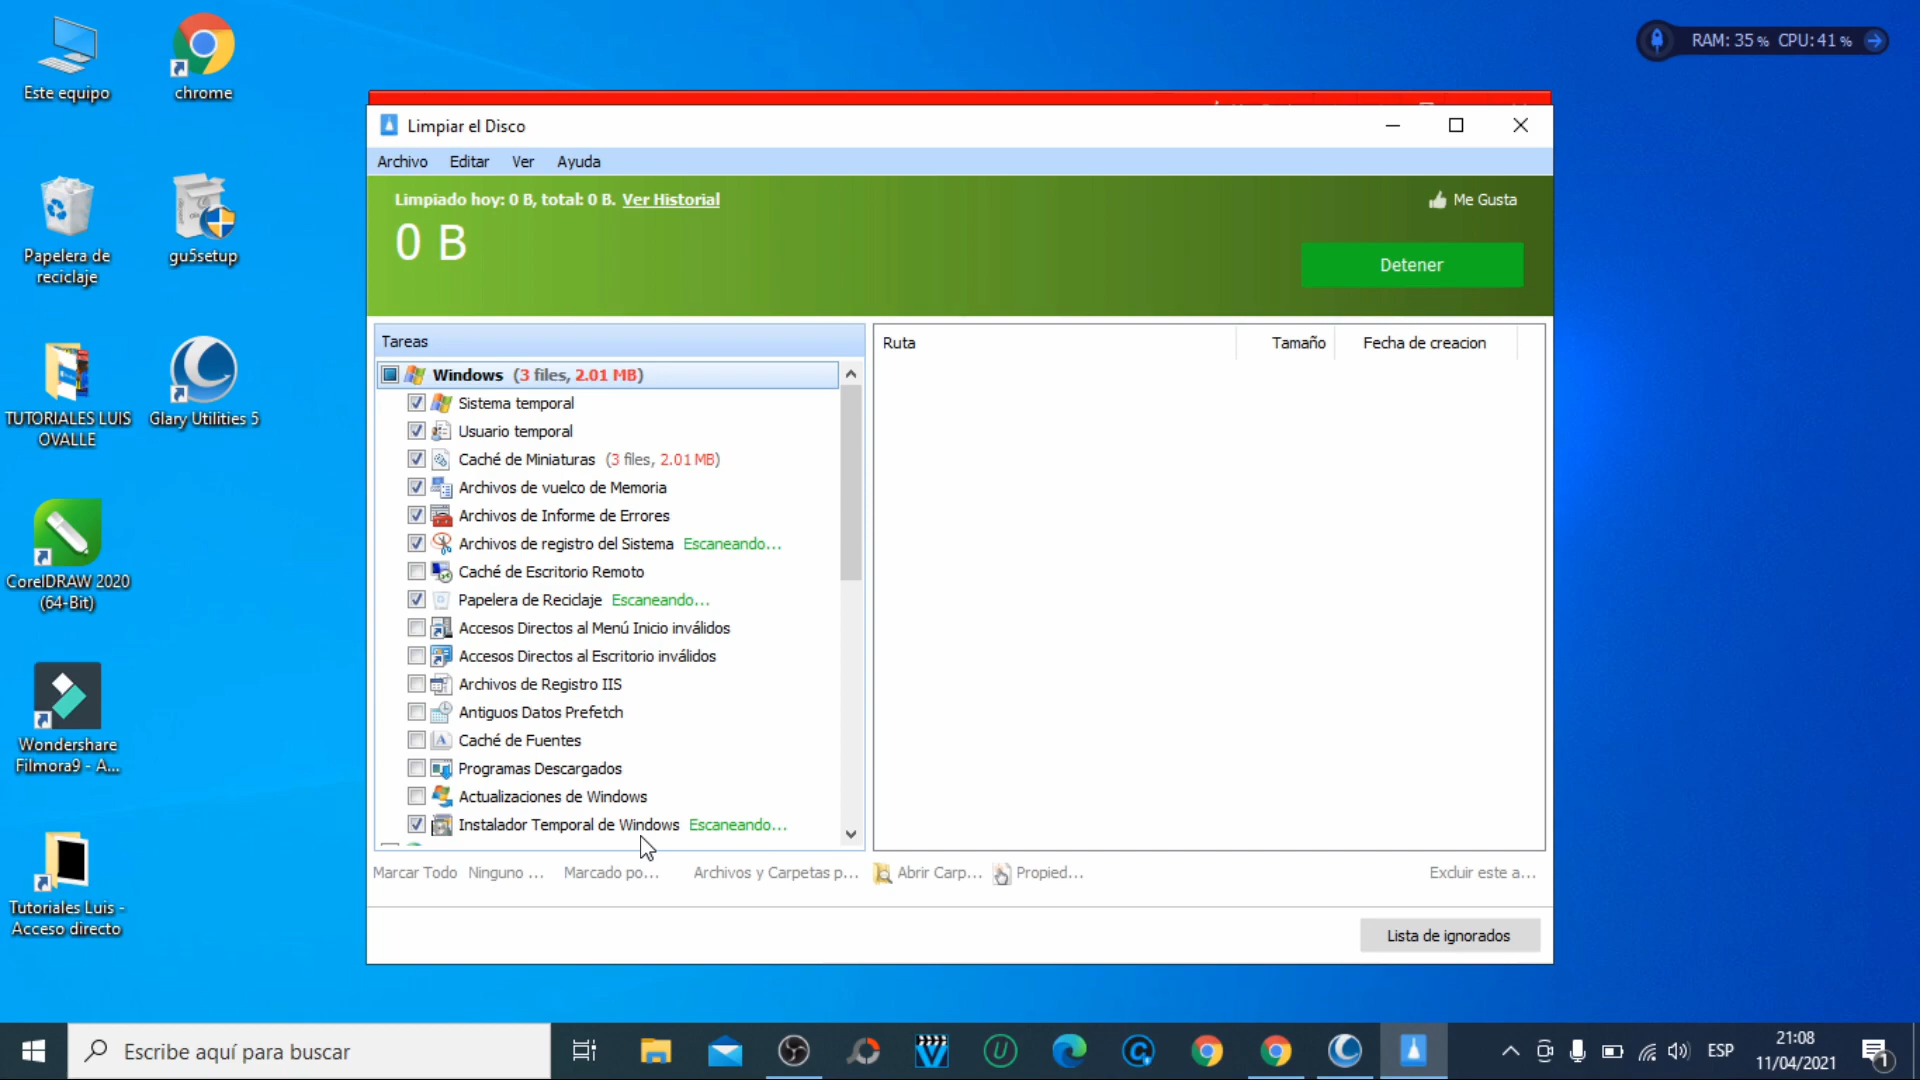 Este equipo
chrome
RAM: 35 % CPU: 41 %
Papelera de
reciclaje
gu5setup
TUTORIALES LUIS
OVALLE
Glary Utilities 5
CorelDRAW 2020
(64-Bit)
Wondershare
Filmora9 - A...
Tutoriales Luis -
Acceso directo
Limpiar el Disco
Archivo Editar Ver Ayuda
Limpiado hoy: 0 B, total: 0 B. Ver Historial
Me Gusta
0 B
Detener
Tareas
Ruta Tamaño Fecha de creacion
Windows (3 files, 2.01 MB)
Sistema temporal
Usuario temporal
Caché de Miniaturas (3 files, 2.01 MB)
Archivos de vuelco de Memoria
Archivos de Informe de Errores
Archivos de registro del Sistema Escaneando...
Caché de Escritorio Remoto
Papelera de Reciclaje Escaneando...
Accesos Directos al Menú Inicio inválidos
Accesos Directos al Escritorio inválidos
Archivos de Registro IIS
Antiguos Datos Prefetch
Caché de Fuentes
Programas Descargados
Actualizaciones de Windows
Instalador Temporal de Windows Escaneando...
Marcar Todo Ninguno ... Marcado po... Archivos y Carpetas p... Abrir Carp... Propied... Excluir este a...
Lista de ignorados
Escribe aquí para buscar
ESP
21:08
11/04/2021
1